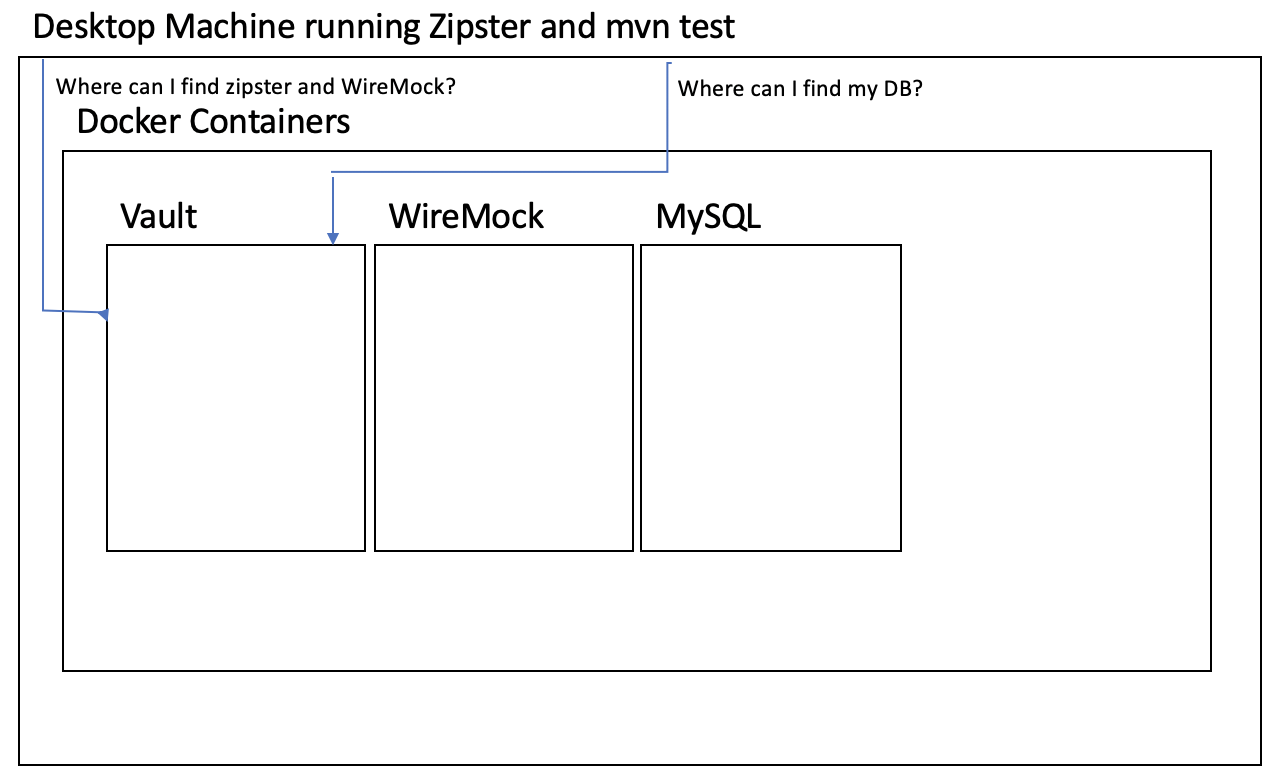 Desktop Machine running Zipster and mvn test
Where can I find zipster and WireMock?
Where can I find my DB?
Docker Containers
Vault
WireMock
MySQL